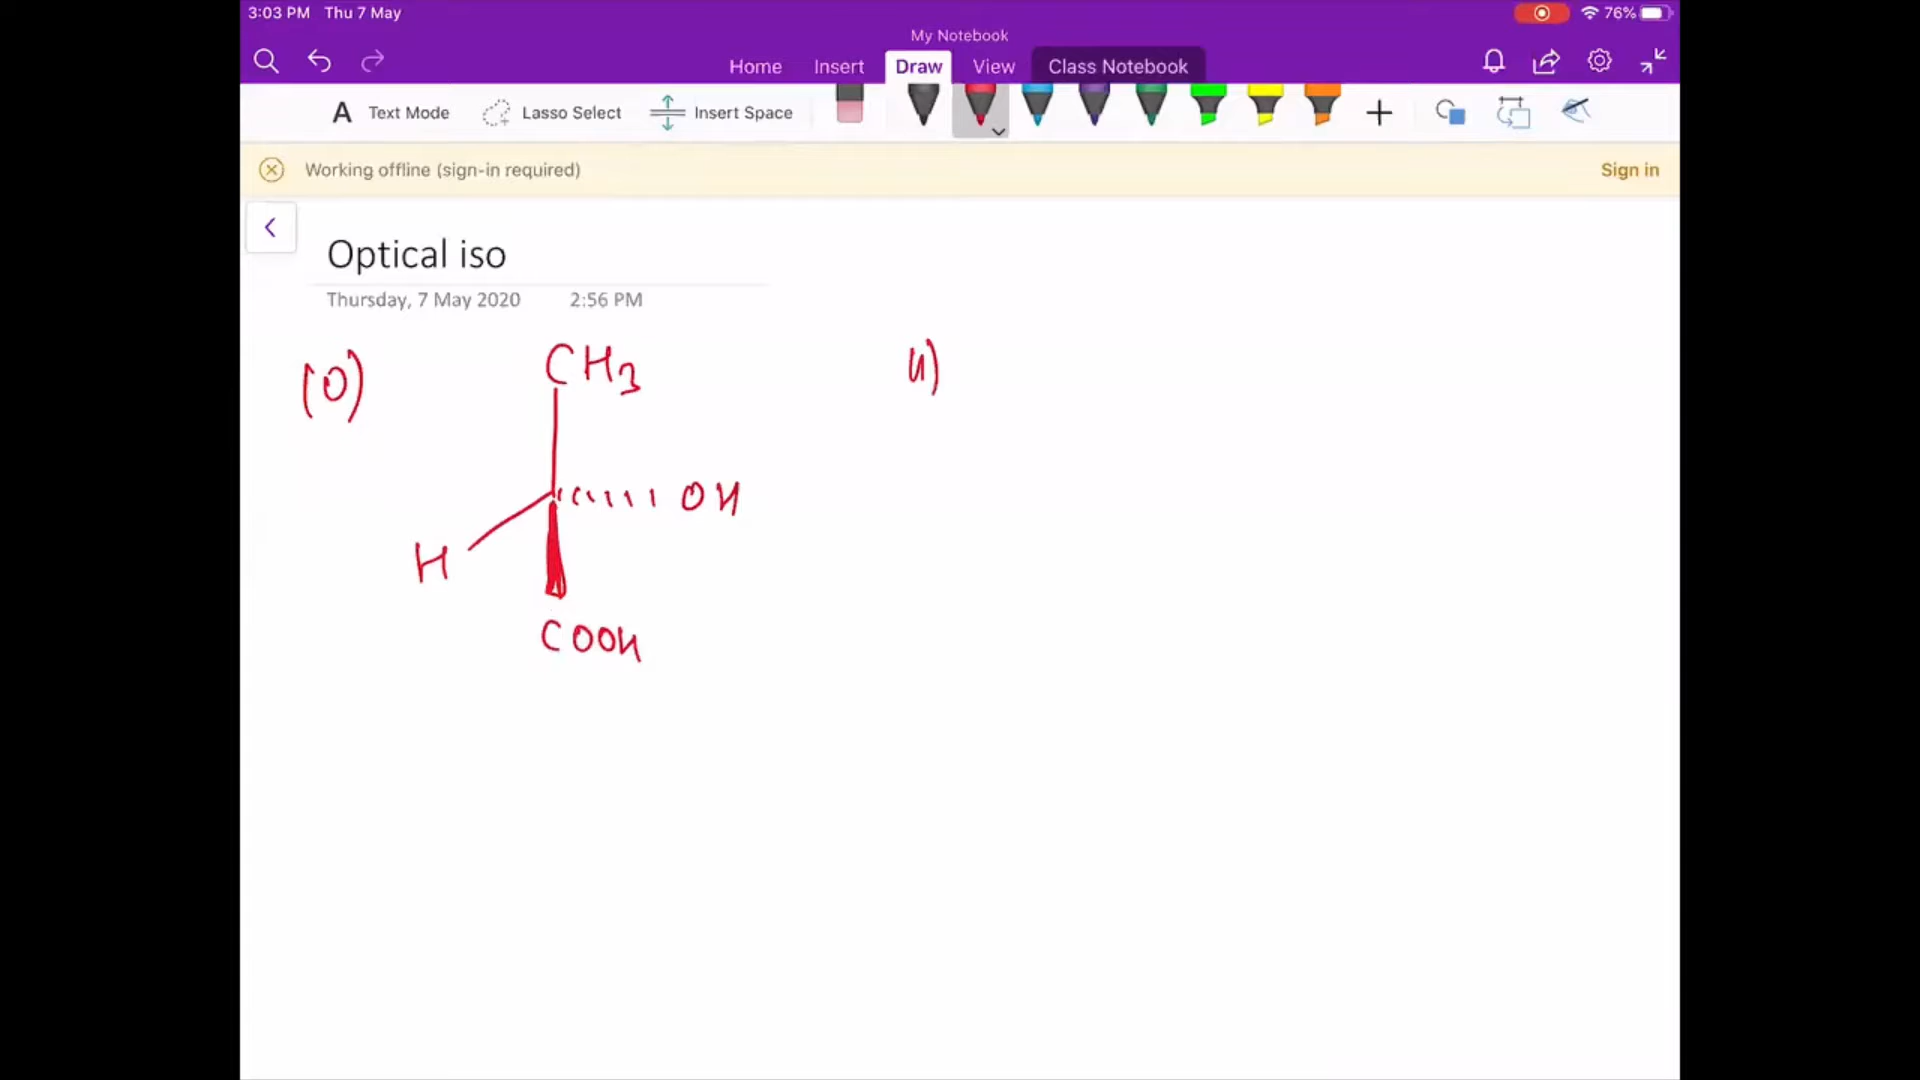 3:03 PM Thu 7 May
76%
My Notebook
Home Insert Draw View Class Notebook
A Text Mode Lasso Select Insert Space
Working offline (sign-in required) Sign in
Optical iso
Thursday, 7 May 2020 2:56 PM
(0) CH3
OH
H
COOH